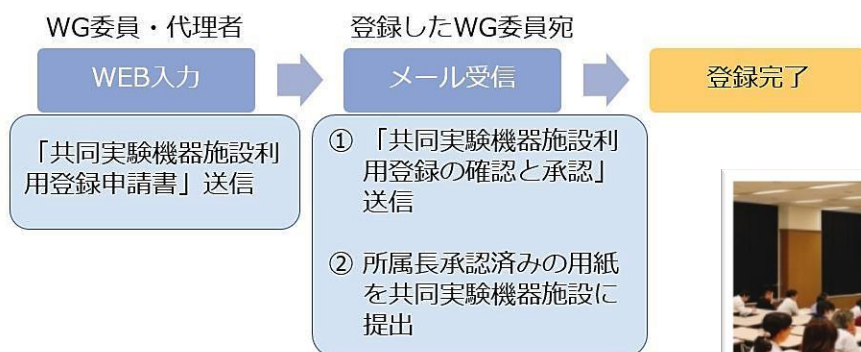 WG委員・代理者
登録したWG委員宛
WEB入力
メール受信
登録完了
「共同実験機器施設利
用登録申請書」送信
① 「共同実験機器施設利
用登録の確認と承認」
送信
② 所属長承認済みの用紙
を共同実験機器施設に
提出